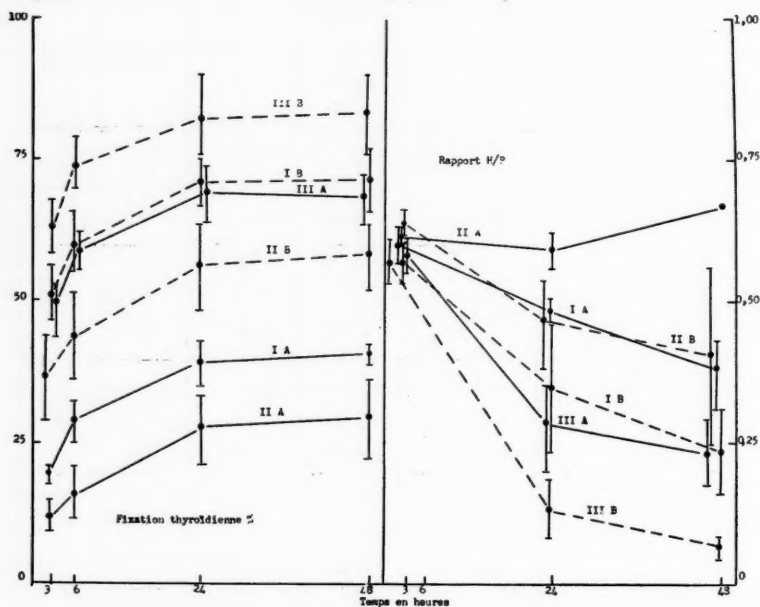 100
75
50
25
0
III B
I B
III A
II B
I A
II A
Fixation thyroïdienne %
3
6
24
48
1,00
0,75
0,50
0,25
0
Rapport H/P
II A
I A
II B
I B
III A
III B
3
6
24
48
Temps en heures